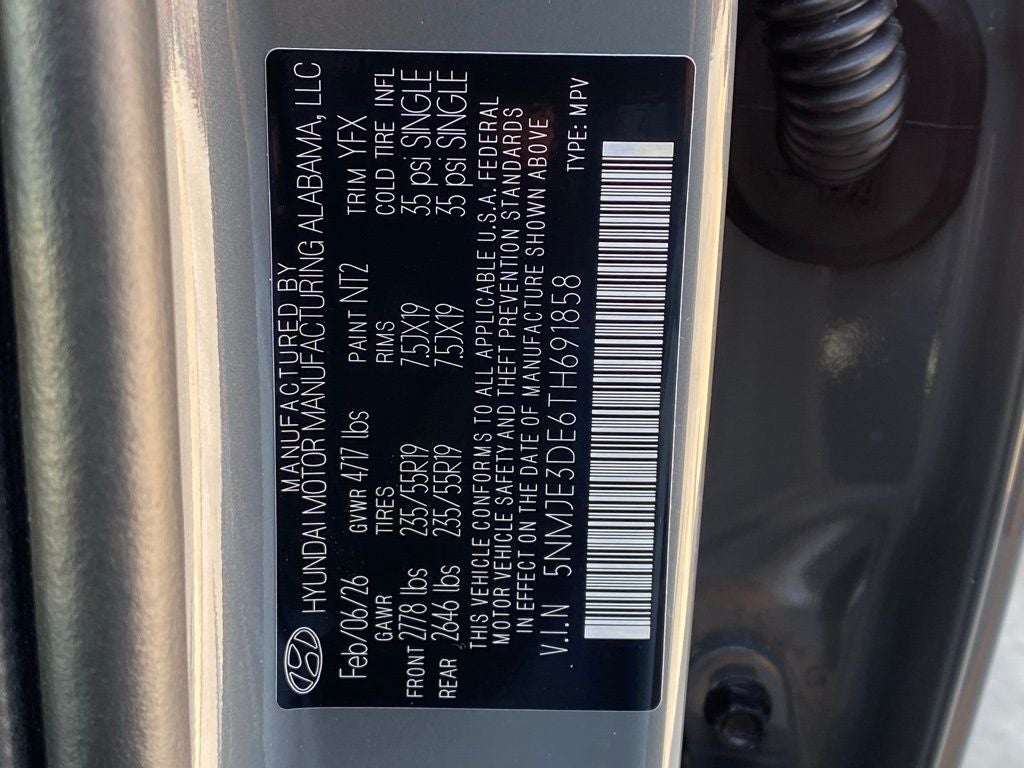 MANUFACTURED BY
HYUNDAI MOTOR MANUFACTURING ALABAMA, LLC
Feb/06/26 GVWR 4717 lbs PAINT NT2 TRIM YFX
GAWR TIRES RIMS COLD TIRE INFL
FRONT 2778 lbs 235/55R19 7.5JX19 35 psi SINGLE
REAR 2646 lbs 235/55R19 7.5JX19 35 psi SINGLE
THIS VEHICLE CONFORMS TO ALL APPLICABLE U.S.A. FEDERAL
MOTOR VEHICLE SAFETY AND THEFT PREVENTION STANDARDS
IN EFFECT ON THE DATE OF MANUFACTURE SHOWN ABOVE
V.I.N 5NMJE3DE6TH691858 TYPE: MPV